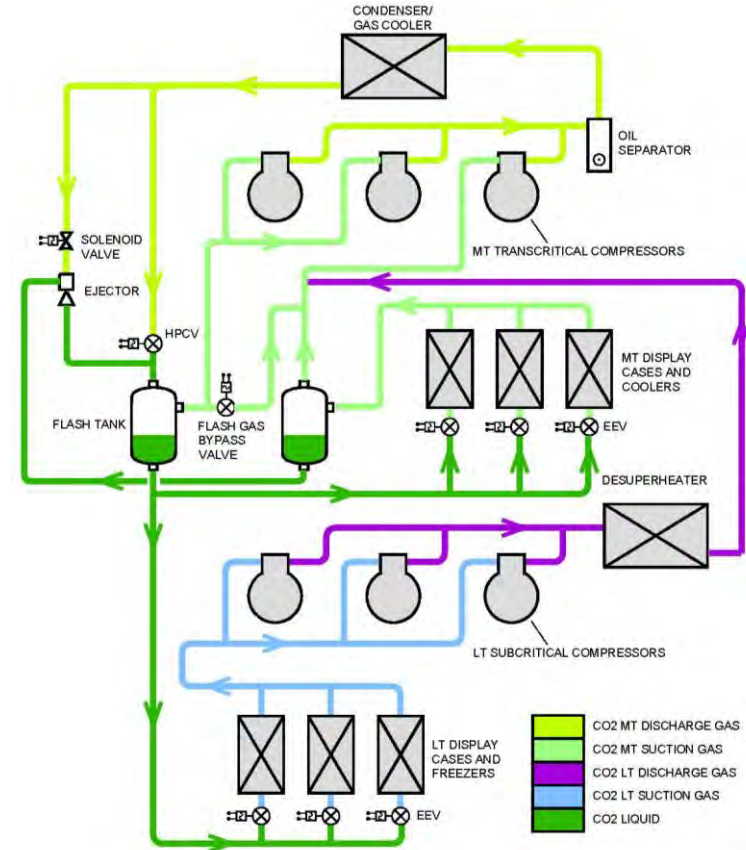 CONDENSER/
GAS COOLER
OIL
SEPARATOR
MT TRANSCRITICAL COMPRESSORS
SOLENOID
VALVE
EJECTOR
HPCV
MT DISPLAY
CASES AND
COOLERS
FLASH TANK
FLASH GAS
BYPASS
VALVE
EEV
DESUPERHEATER
LT SUBCRITICAL COMPRESSORS
LT DISPLAY
CASES AND
FREEZERS
EEV
CO2 MT DISCHARGE GAS
CO2 MT SUCTION GAS
CO2 LT DISCHARGE GAS
CO2 LT SUCTION GAS
CO2 LIQUID